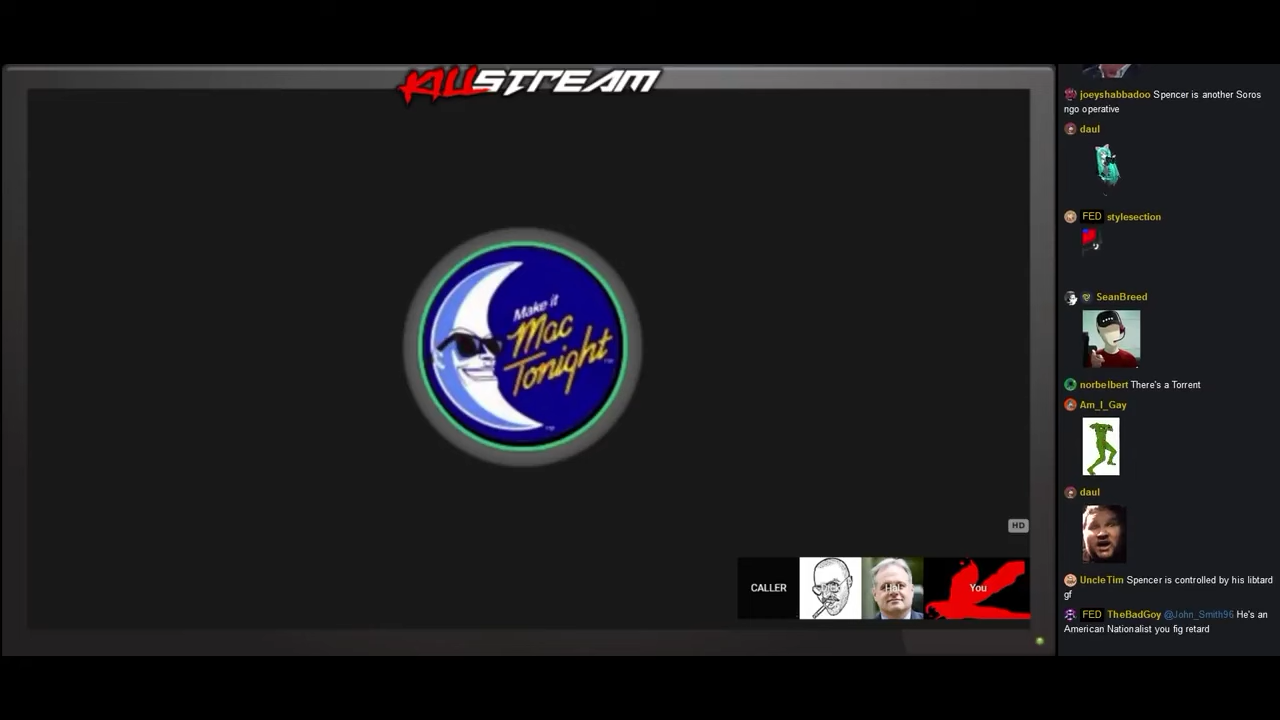 KILLSTREAM
Make it
Mac
Tonight
HD
CALLER
You
joeyshabbadoo Spencer is another Soros
ngo operative
daul
FED stylesection
SeanBreed
norbelbert There's a Torrent
Am_I_Gay
daul
UncleTim Spencer is controlled by his libtard
gf
FED TheBadGoy @John_Smith96 He's an
American Nationalist you fig retard